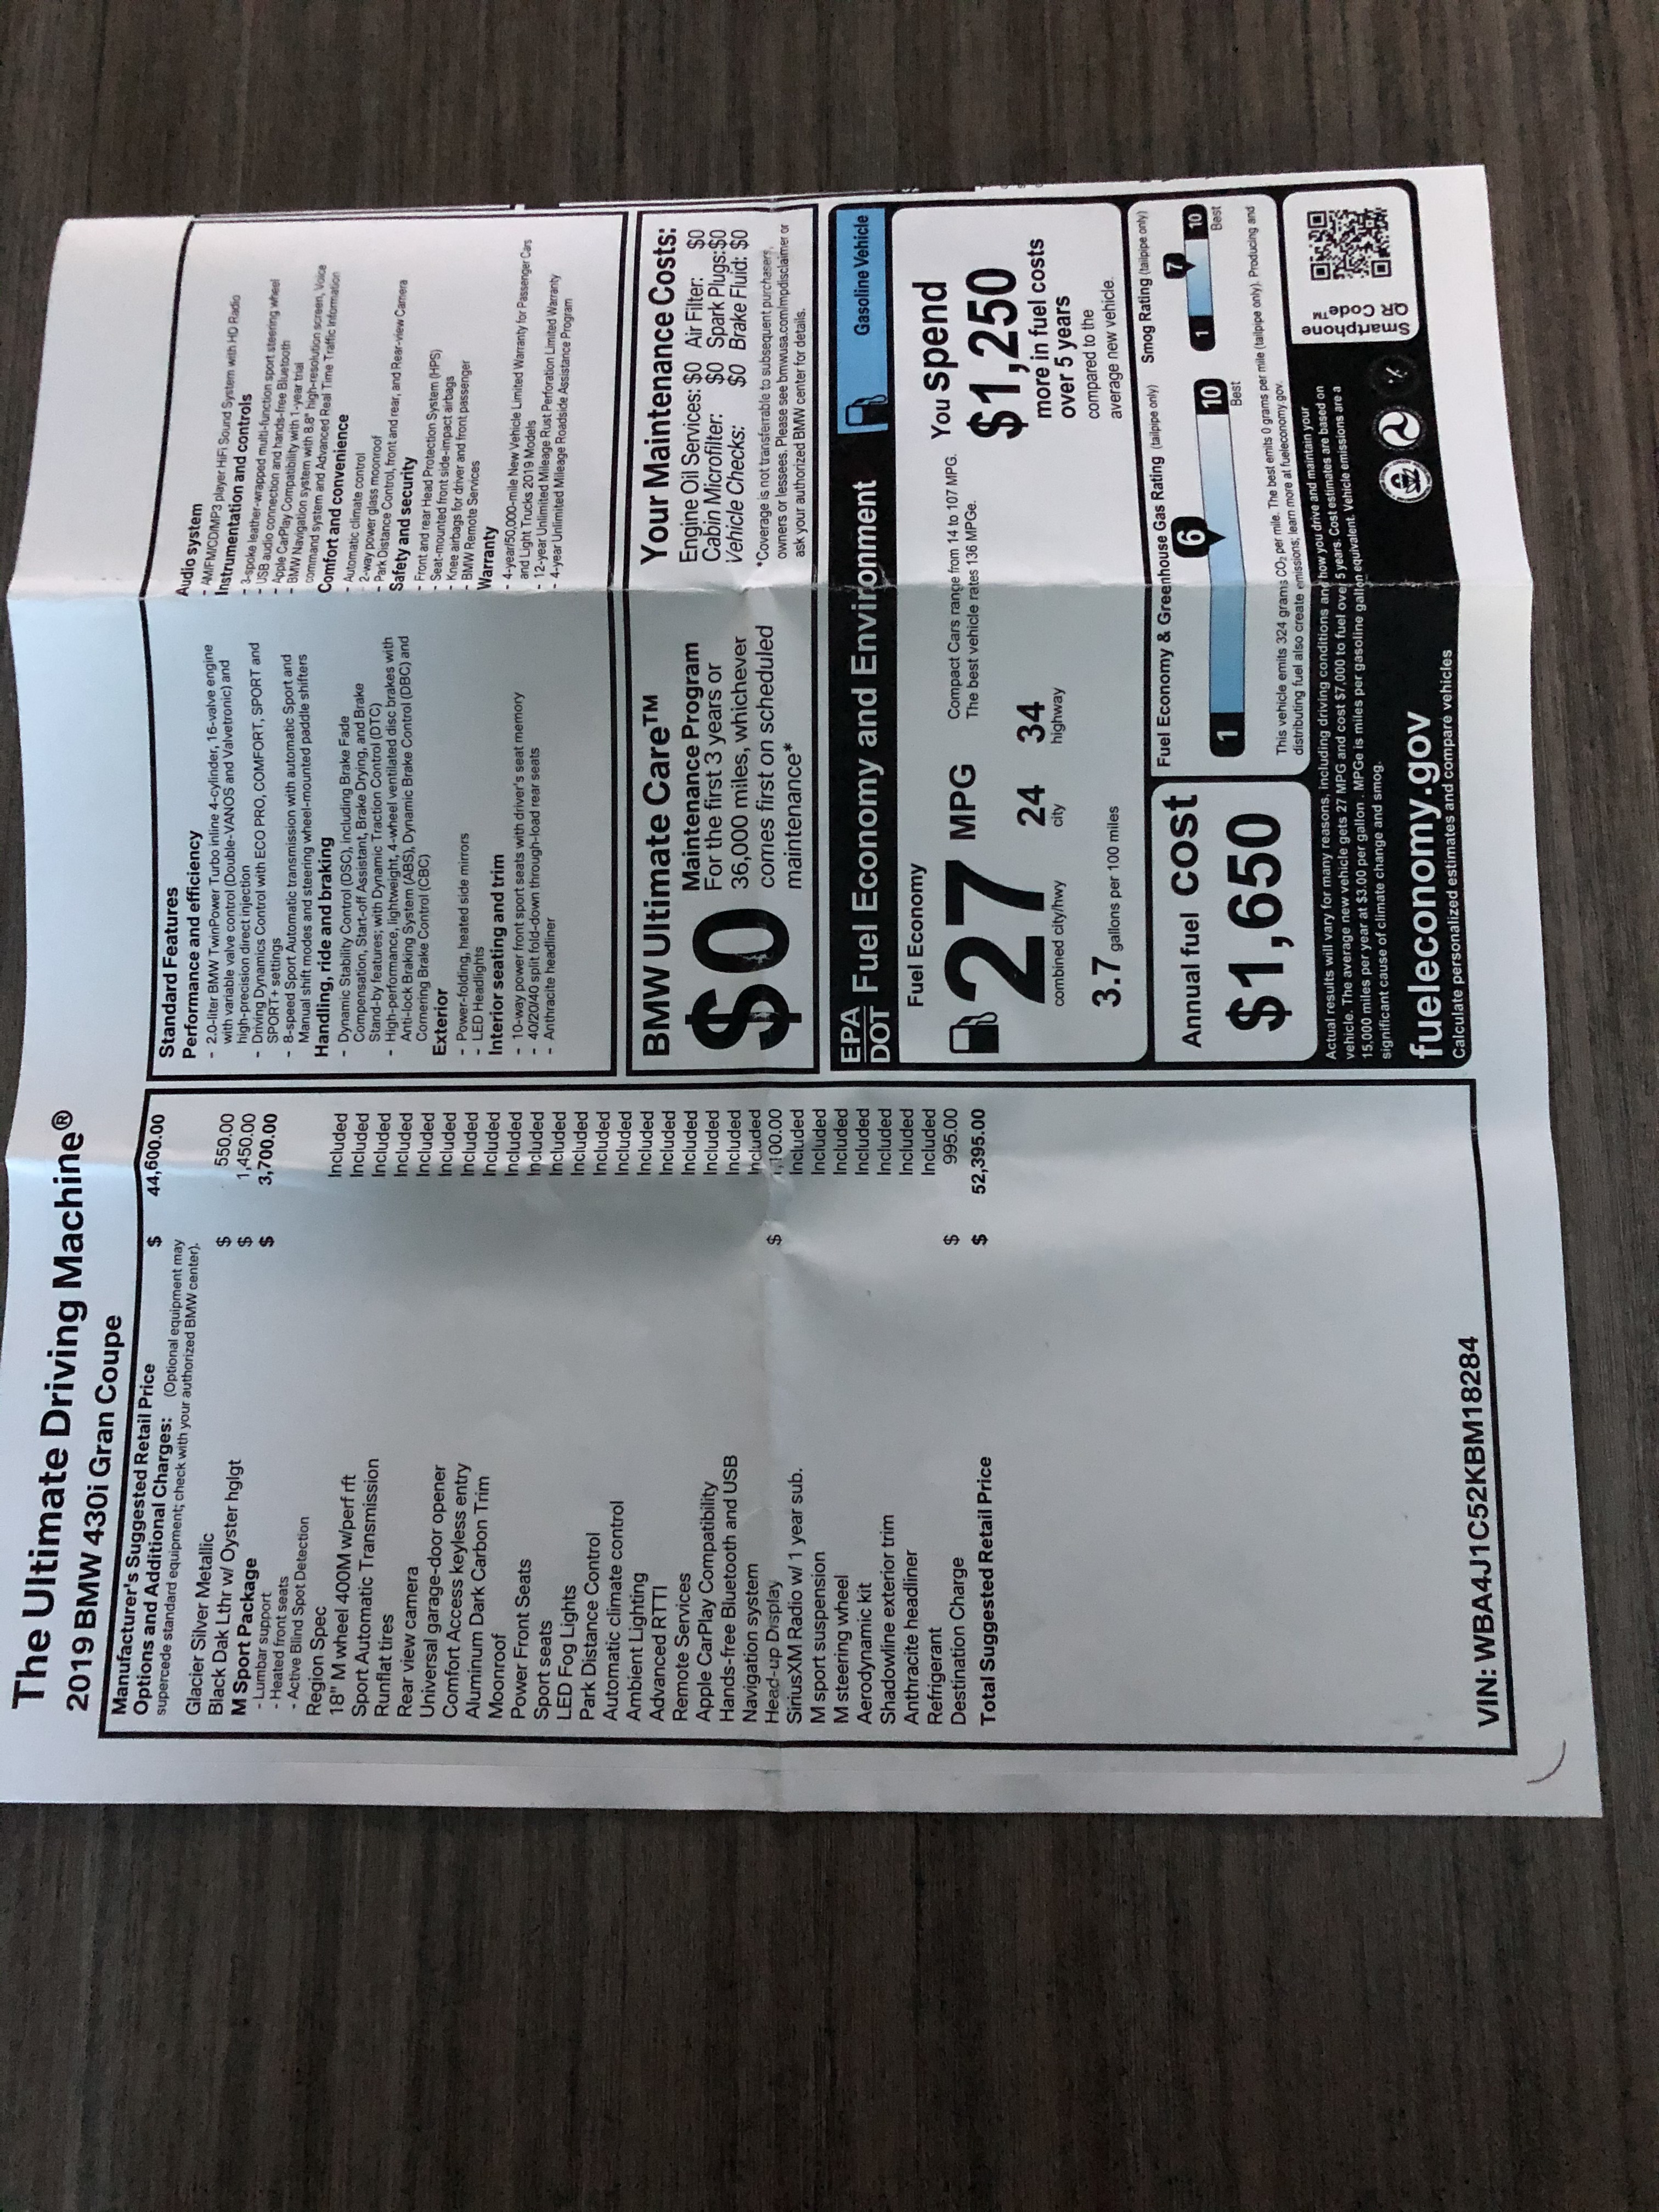 The Ultimate Driving Machine®
2019 BMW 430i Gran Coupe
Manufacturer's Suggested Retail Price $ 44,600.00
Options and Additional Charges: (Optional equipment may
supercede standard equipment; check with your authorized BMW center).
Glacier Silver Metallic $ 550.00
Black Dak Lthr w/ Oyster hglgt $ 1,450.00
M Sport Package $ 3,700.00
- Lumbar support
- Heated front seats
- Active Blind Spot Detection
Region Spec Included
18" M wheel 400M w/perf rft Included
Sport Automatic Transmission Included
Runflat tires Included
Rear view camera Included
Universal garage-door opener Included
Comfort Access keyless entry Included
Aluminum Dark Carbon Trim Included
Moonroof Included
Power Front Seats Included
Sport seats Included
LED Fog Lights Included
Park Distance Control Included
Automatic climate control Included
Ambient Lighting Included
Advanced RTTI Included
Remote Services Included
Apple CarPlay Compatibility Included
Hands-free Bluetooth and USB Included
Navigation system Included
Head-up Display $ 1,100.00
SiriusXM Radio w/ 1 year sub. Included
M sport suspension Included
M steering wheel Included
Aerodynamic kit Included
Shadowline exterior trim Included
Anthracite headliner Included
Refrigrant Included
Destination Charge $ 995.00
Total Suggested Retail Price $ 52,395.00
VIN: WBA4J1C52KBM18284
Standard Features
Performance and efficiency
- 2.0-liter BMW TwinPower Turbo inline 4-cylinder, 16-valve engine
with variable valve control (Double-VANOS and Valvetronic) and
high-precision direct injection
- Driving Dynamics Control with ECO PRO, COMFORT, SPORT and
SPORT+ settings
- 8-speed Sport Automatic transmission with automatic Sport and
Manual shift modes and steering wheel-mounted paddle shifters
Handling, ride and braking
- Dynamic Stability Control (DSC), including Brake Fade
Compensation, Start-off Assistant, Brake Drying, and Brake
Stand-by features; with Dynamic Traction Control (DTC)
- High-performance, lightweight, 4-wheel ventilated disc brakes with
Anti-lock Braking System (ABS), Dynamic Brake Control (DBC) and
Cornering Brake Control (CBC)
Exterior
- Power-folding, heated side mirrors
- LED Headlights
Interior seating and trim
- 10-way power front sport seats with driver's seat memory
- 40/20/40 split fold-down through-load rear seats
- Anthracite headliner
Audio system
- AM/FM/CD/MP3 player HiFi Sound System with HD Radio
Instrumentation and controls
- 3-spoke leather-wrapped multi-function sport steering wheel
- USB audio connection and hands-free Bluetooth
- Apple CarPlay Compatibility with 1-year trial
- BMW Navigation system with 8.8" high-resolution screen, Voice
command system and Advanced Real Time Traffic Information
Comfort and convenience
- Automatic climate control
- 2-way power glass moonroof
- Park Distance Control, front and rear, and Rear-view Camera
Safety and security
- Front and rear Head Protection System (HPS)
- Seat-mounted front side-impact airbags
- Knee airbags for driver and front passenger
- BMW Remote Services
Warranty
- 4-year/50,000-mile New Vehicle Limited Warranty for Passenger Cars
and Light Trucks 2019 Models
- 12-year Unlimited Mileage Rust Perforation Limited Warranty
- 4-year Unlimited Mileage Roadside Assistance Program
BMW Ultimate Care™
$0
Maintenance Program
For the first 3 years or
36,000 miles, whichever
comes first on scheduled
maintenance*
Your Maintenance Costs:
Engine Oil Services: $0 Air Filter: $0
Cabin Microfilter: $0 Spark Plugs: $0
Vehicle Checks: $0 Brake Fluid: $0
*Coverage is not transferrable to subsequent purchasers,
owners or lessees. Please see bmwusa.com/mpdisclaimer or
ask your authorized BMW center for details.
EPA
DOT
Fuel Economy and Environment
Gasoline Vehicle
Fuel Economy
27 MPG
combined city/hwy
24 city
34 highway
3.7 gallons per 100 miles
Compact Cars range from 14 to 107 MPG.
The best vehicle rates 136 MPGe.
You spend
$1,250
more in fuel costs
over 5 years
compared to the
average new vehicle.
Annual fuel cost
$1,650
Fuel Economy & Greenhouse Gas Rating (tailpipe only)
1 6 10
Best
Smog Rating (tailpipe only)
1 7 10
Best
This vehicle emits 324 grams CO2 per mile. The best emits 0 grams per mile (tailpipe only). Producing and
distributing fuel also create emissions; learn more at fueleconomy.gov.
Actual results will vary for many reasons, including driving conditions and how you drive and maintain your
vehicle. The average new vehicle gets 27 MPG and cost $7,000 to fuel over 5 years. Cost estimates are based on
15,000 miles per year at $3.00 per gallon . MPGe is miles per gasoline gallon equivalent. Vehicle emissions are a
significant cause of climate change and smog.
fueleconomy.gov
Calculate personalized estimates and compare vehicles
Smartphone
QR Code™